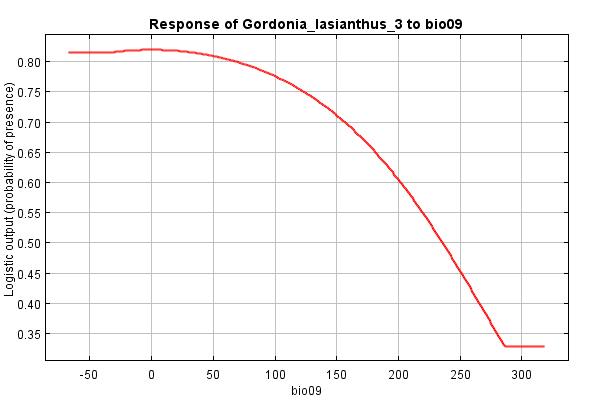 Response of Gordonia_lasianthus_3 to bio09
Logistic output (probability of presence)
0.80
0.75
0.70
0.65
0.60
0.55
0.50
0.45
0.40
0.35
-50 0 50 100 150 200 250 300
bio09